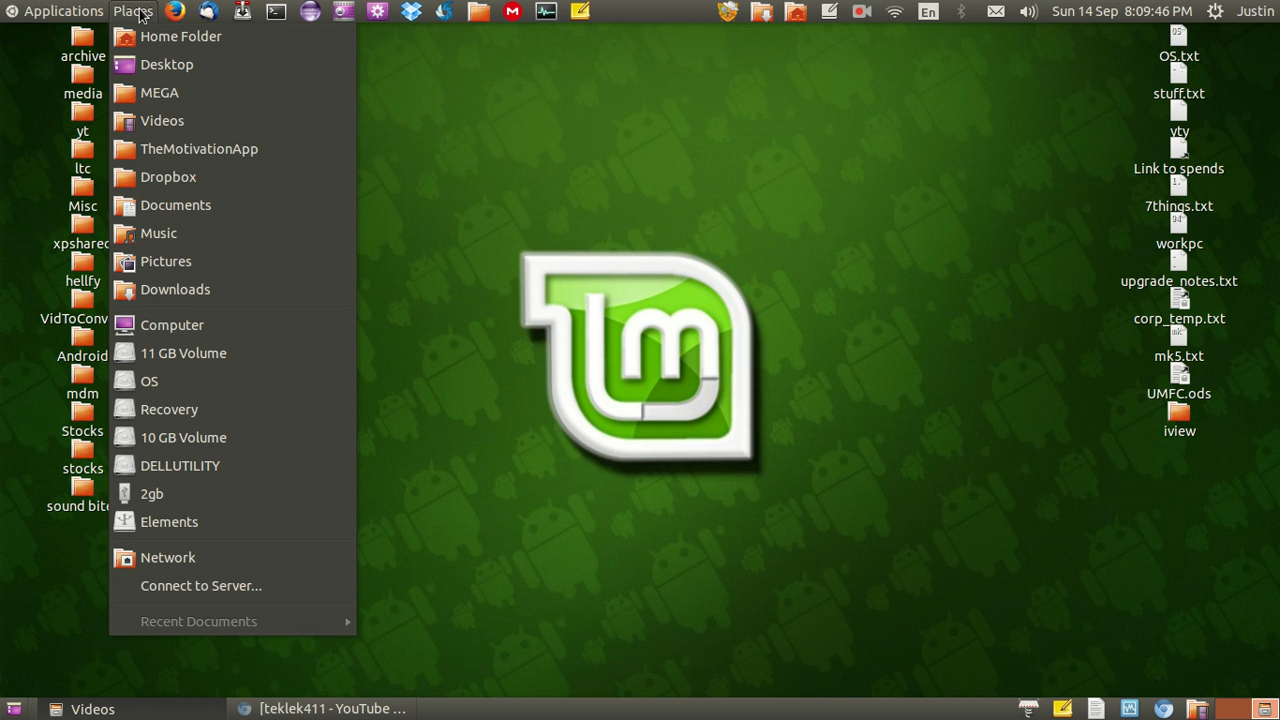 Applications Places En Sun 14 Sep 8:09:46 PM Justin
Home Folder
Desktop
MEGA
Videos
TheMotivationApp
Dropbox
Documents
Music
Pictures
Downloads
Computer
11 GB Volume
OS
Recovery
10 GB Volume
DELLUTILITY
2gb
Elements
Network
Connect to Server...
Recent Documents
archive
media
yt
ltc
Misc
xpshared
hellfy
VidToConv
Android
mdm
Stocks
stocks
sound bite
OS.txt
stuff.txt
vty
Link to spends
7things.txt
workpc
upgrade_notes.txt
corp_temp.txt
mk5.txt
UMFC.ods
iview
lm
Videos [teklek411 - YouTube ...